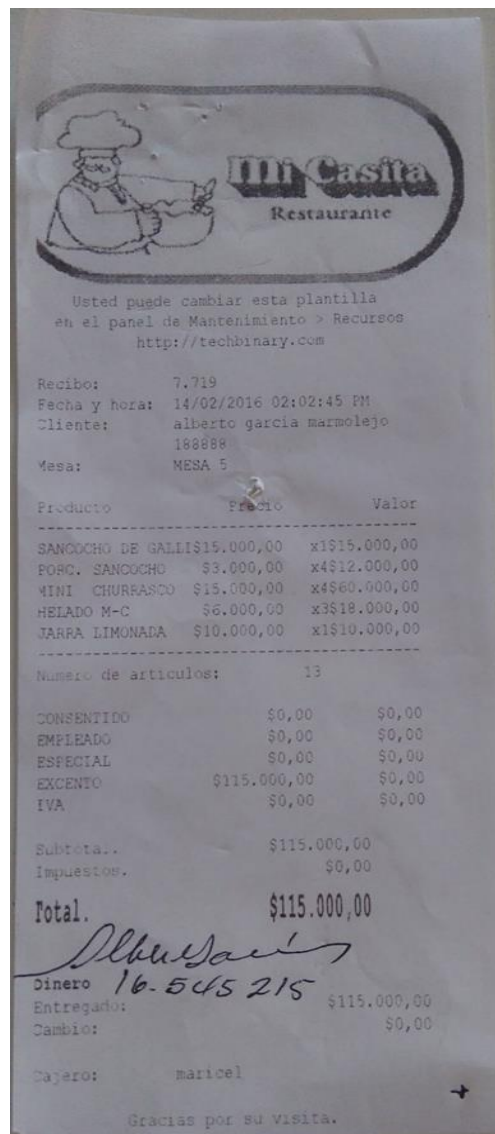 Mi Casita
Restaurante
Usted puede cambiar esta plantilla
en el panel de Mantenimiento > Recursos
http://techbinary.com
Recibo: 7.719
Fecha y hora: 14/02/2016 02:02:45 PM
Cliente: alberto garcia marmolejo
188888
Mesa: MESA 5
Producto Precio Valor
SANCOCHO DE GALLI$15.000,00 x1$15.000,00
PORC. SANCOCHO $3.000,00 x4$12.000,00
MINI CHURRASCO $15.000,00 x4$60.000,00
HELADO M-C $6.000,00 x3$18.000,00
JARRA LIMONADA $10.000,00 x1$10.000,00
Numero de articulos: 13
CONSENTIDO $0,00 $0,00
EMPLEADO $0,00 $0,00
ESPECIAL $0,00 $0,00
EXCENTO $115.000,00 $0,00
IVA $0,00 $0,00
Subtotal. $115.000,00
Impuestos. $0,00
Total. $115.000,00
16-545 215
Dinero
Entregado: $115.000,00
Cambio: $0,00
Cajero: maricel
Gracias por su visita.